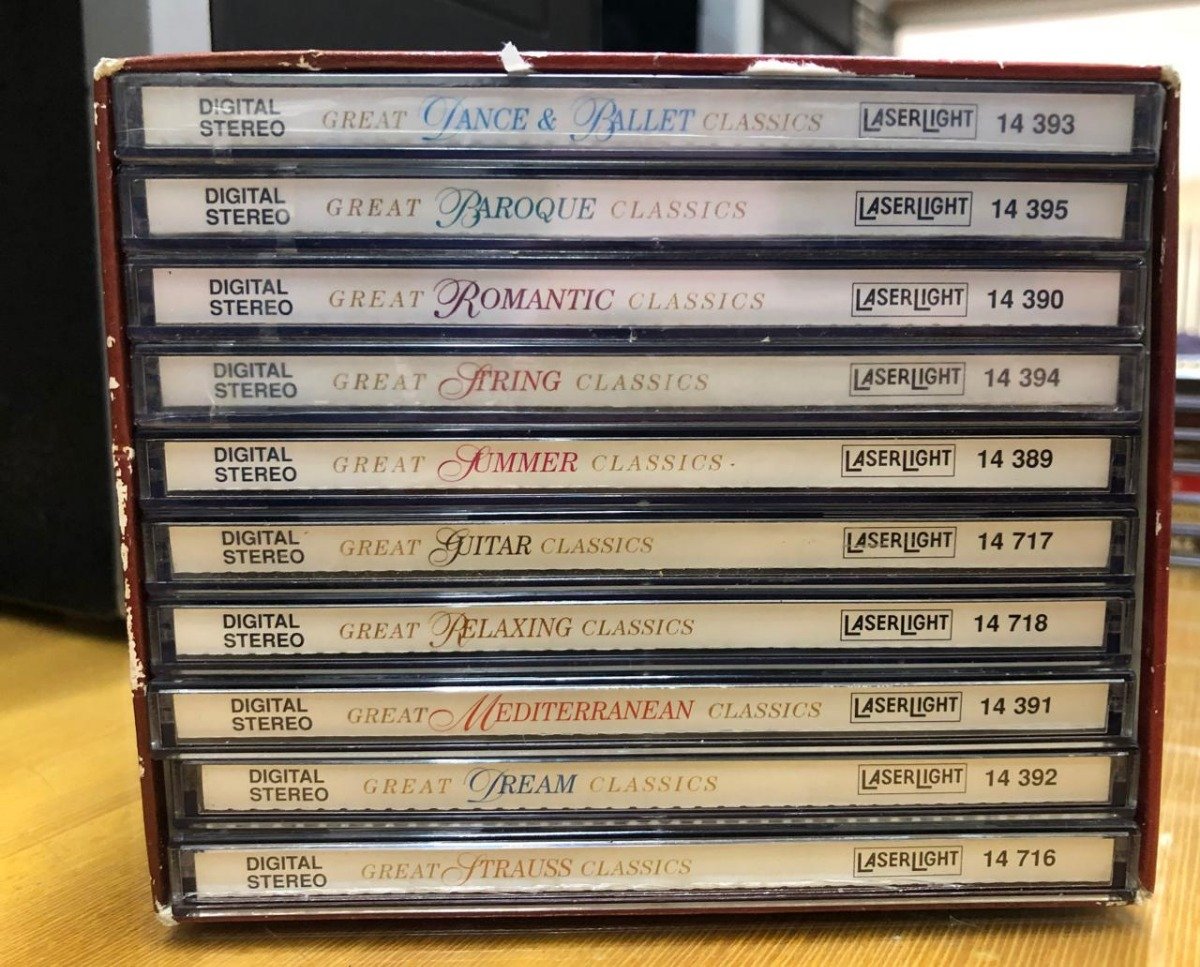 DIGITAL STEREO GREAT DANCE & BALLET CLASSICS LASERLIGHT 14 393
DIGITAL STEREO GREAT BAROQUE CLASSICS LASERLIGHT 14 395
DIGITAL STEREO GREAT ROMANTIC CLASSICS LASERLIGHT 14 390
DIGITAL STEREO GREAT STRING CLASSICS LASERLIGHT 14 394
DIGITAL STEREO GREAT SUMMER CLASSICS LASERLIGHT 14 389
DIGITAL STEREO GREAT GUITAR CLASSICS LASERLIGHT 14 717
DIGITAL STEREO GREAT RELAXING CLASSICS LASERLIGHT 14 718
DIGITAL STEREO GREAT MEDITERRANEAN CLASSICS LASERLIGHT 14 391
DIGITAL STEREO GREAT DREAM CLASSICS LASERLIGHT 14 392
DIGITAL STEREO GREAT STRAUSS CLASSICS LASERLIGHT 14 716